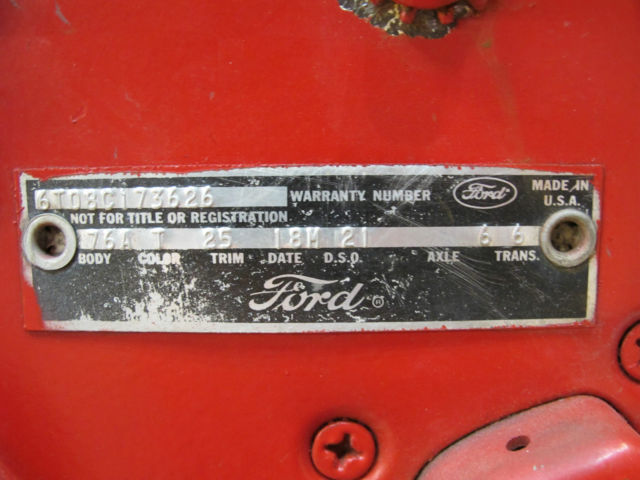 6T08C173626 WARRANTY NUMBER Ford MADE IN
U.S.A.
NOT FOR TITLE OR REGISTRATION
76A T 25 18M 21 6 6
BODY COLOR TRIM DATE D.S.O. AXLE TRANS.
Ford ®